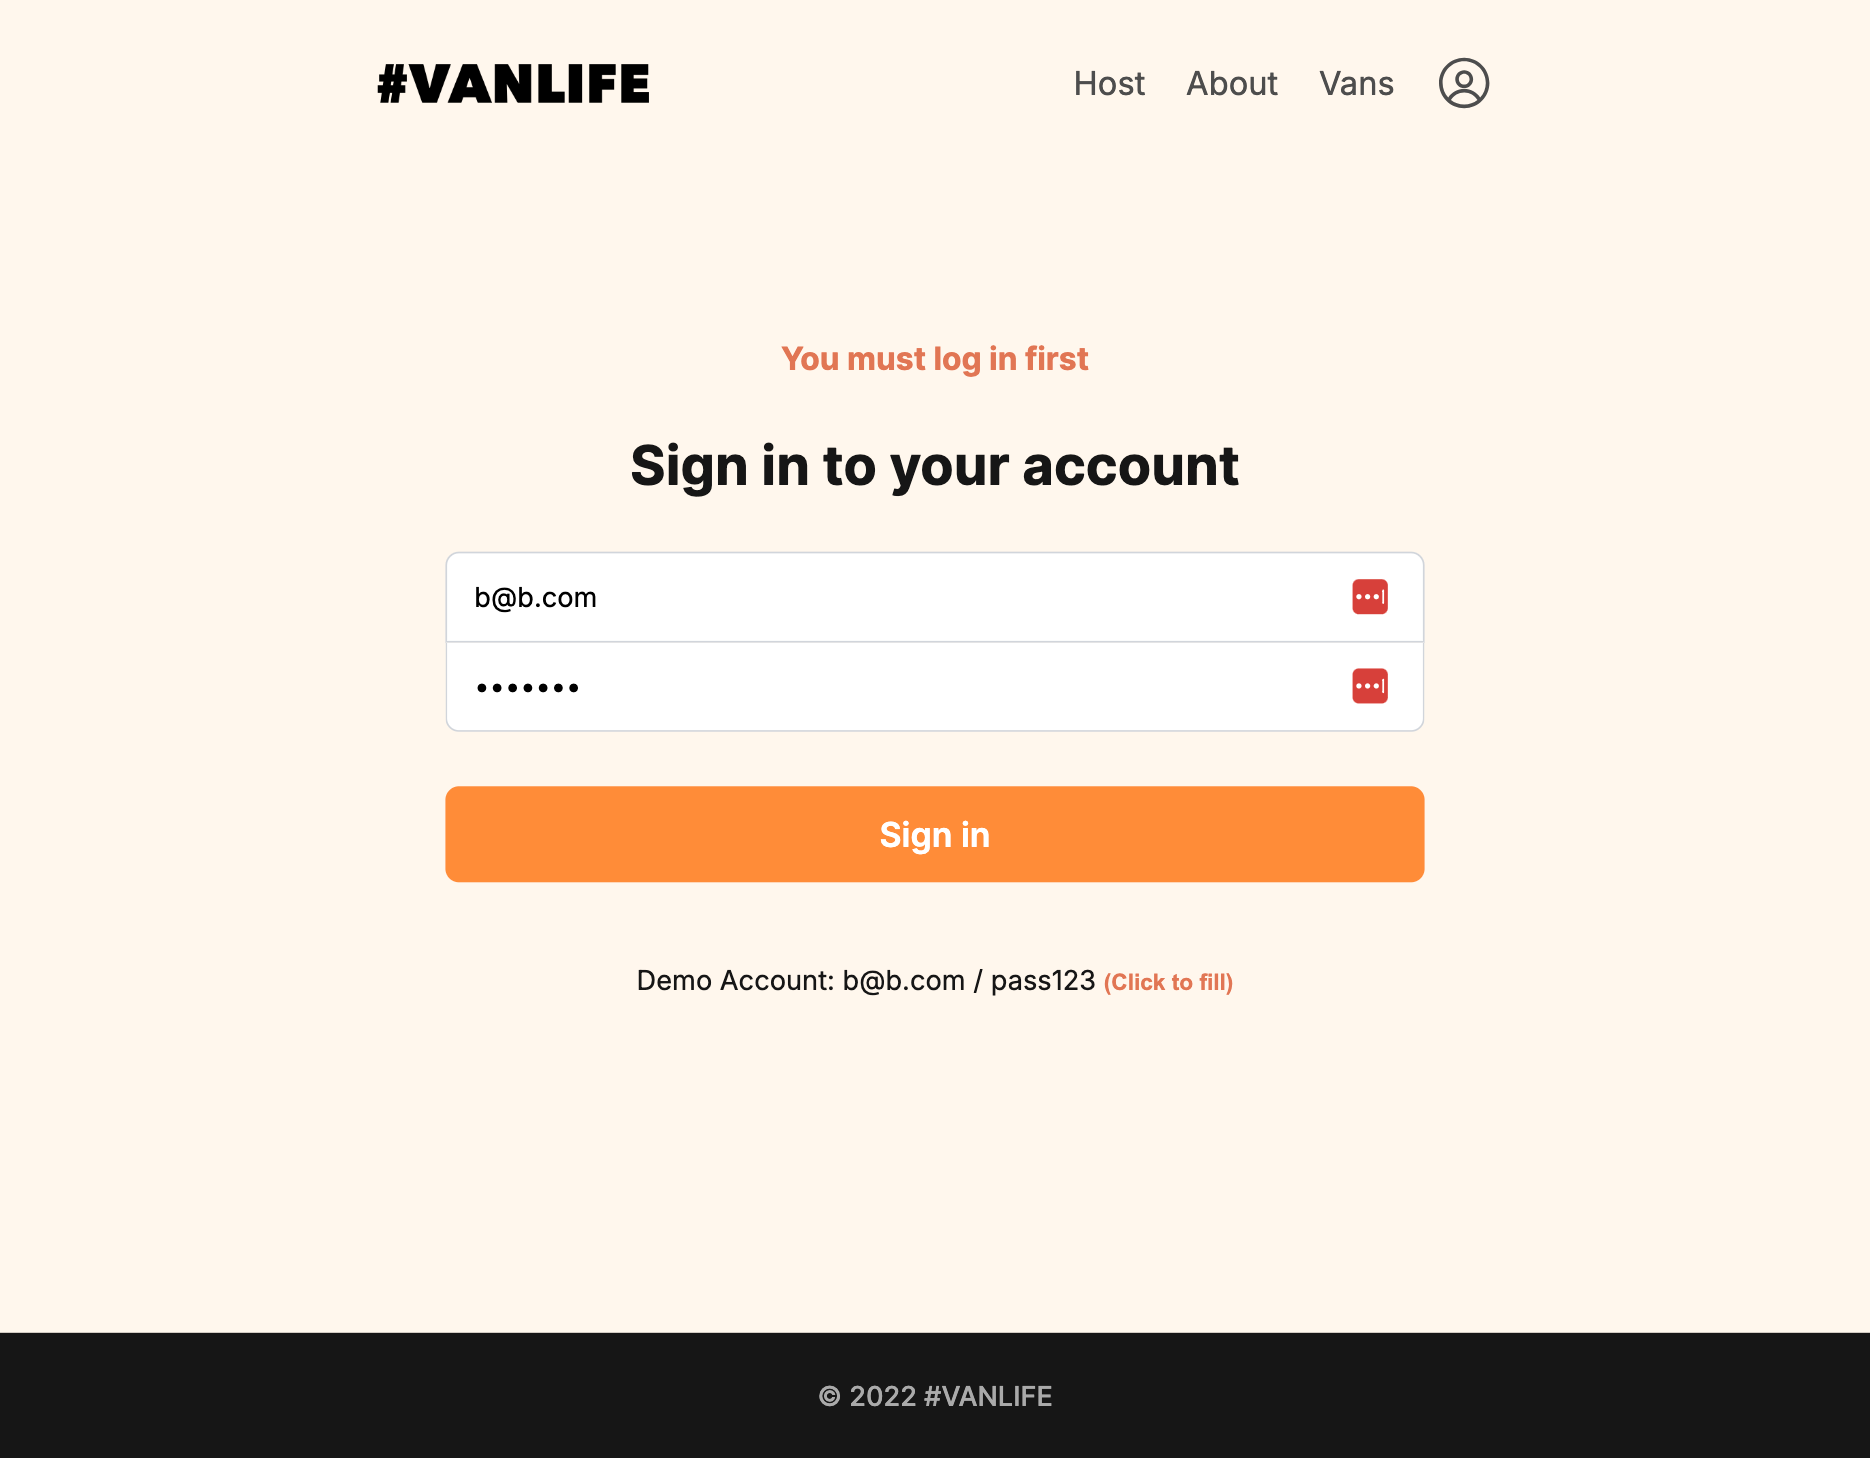 #VANLIFE
Host About Vans
You must log in first
Sign in to your account
b@b.com
•••••••
Sign in
Demo Account: b@b.com / pass123 (Click to fill)
© 2022 #VANLIFE